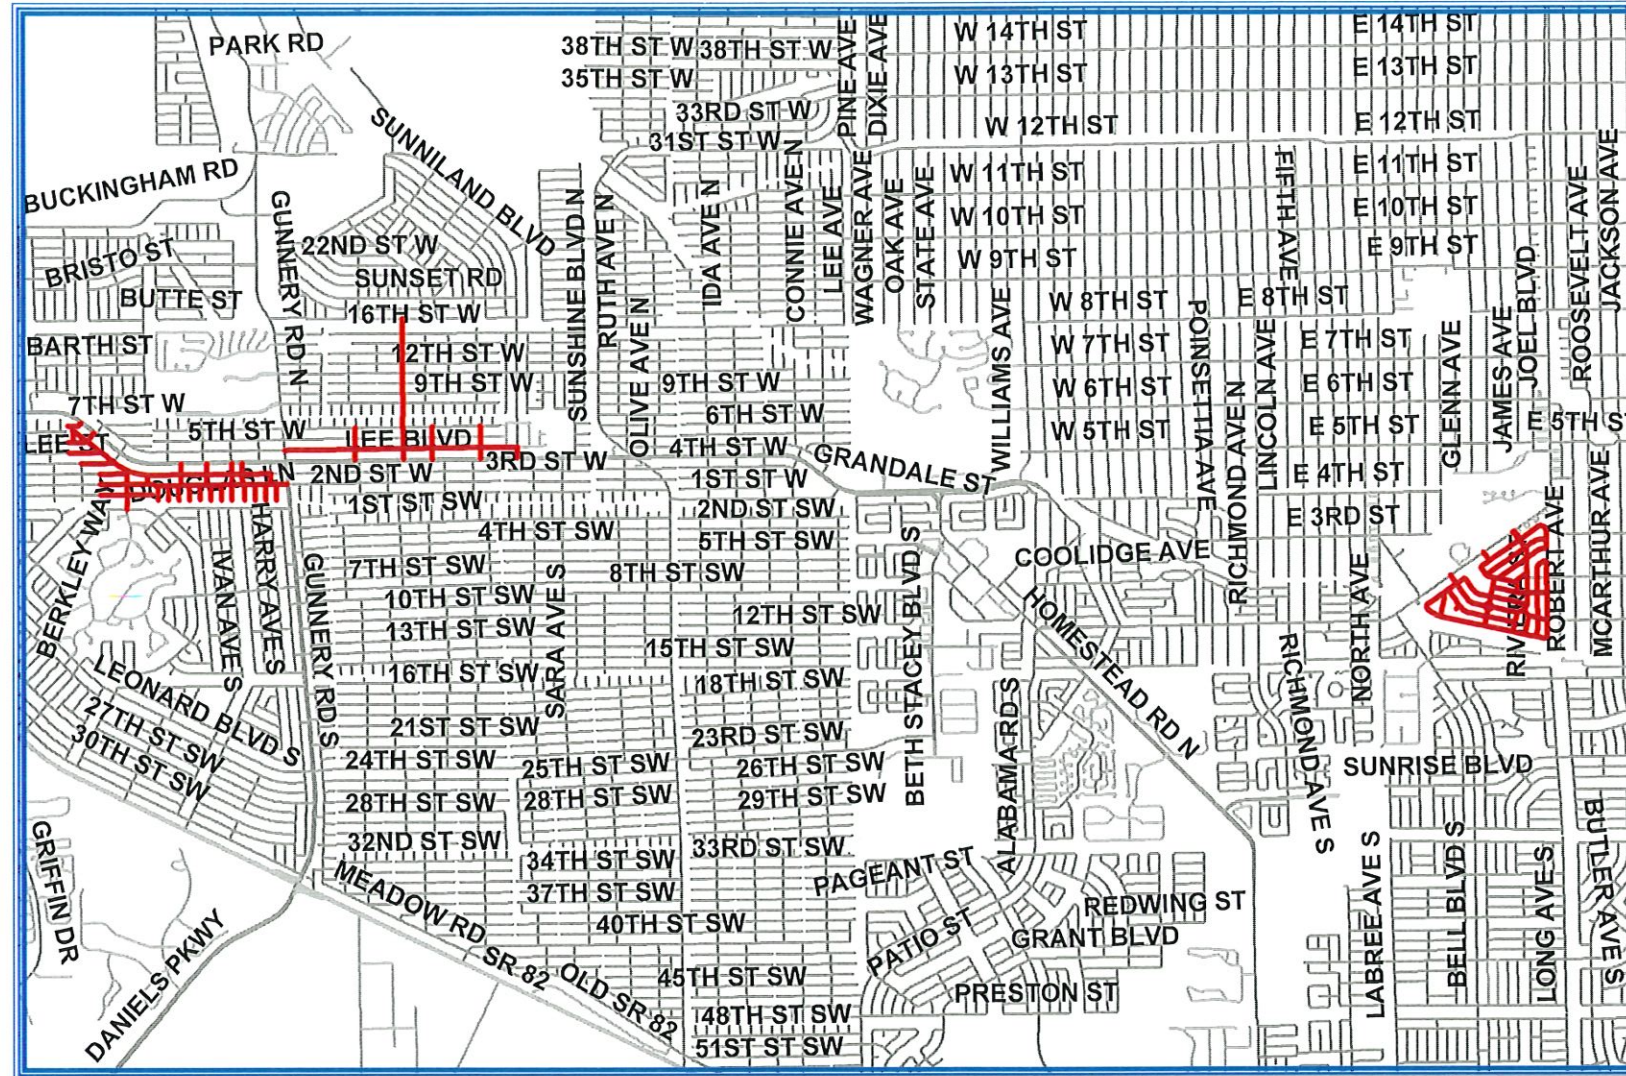 PARK RD
38TH ST W
38TH ST W
35TH ST W
33RD ST W
31ST ST W
PINE AVE
DIXIE AVE
W 14TH ST
E 14TH ST
W 13TH ST
E 13TH ST
W 12TH ST
E 12TH ST
SUNNILAND BLVD
BUCKINGHAM RD
GUNNERY RD N
SUNSHINE BLVD N
RUTH AVE N
IDA AVE N
CONNIE AVE N
LEE AVE
WAGNER AVE
OAK AVE
STATE AVE
W 11TH ST
E 11TH ST
W 10TH ST
E 10TH ST
W 9TH ST
E 9TH ST
FIFTH AVE
JOEL BLVD
ROOSEVELT AVE
JACKSON AVE
BRISTO ST
22ND ST W
SUNSET RD
BUTTE ST
16TH ST W
BARTH ST
12TH ST W
9TH ST W
OLIVE AVE N
9TH ST W
WILLIAMS AVE
W 8TH ST
E 8TH ST
W 7TH ST
E 7TH ST
W 6TH ST
E 6TH ST
W 5TH ST
E 5TH ST
E 5TH ST
POINSETTIA AVE
RICHMOND AVE N
LINCOLN AVE
GLENN AVE
JAMES AVE
7TH ST W
5TH ST W
LEE BLVD
6TH ST W
4TH ST W
LEE ST
3RD ST W
GRANDALE ST
E 4TH ST
DOUGLAS LN
2ND ST W
1ST ST W
1ST ST SW
2ND ST SW
E 3RD ST
BERKLEY WAY
HARRY AVE S
IVAN AVE S
GUNNERY RD S
4TH ST SW
5TH ST SW
7TH ST SW
8TH ST SW
COOLIDGE AVE
ROBERT AVE
MCARTHUR AVE
10TH ST SW
SARA AVE S
12TH ST SW
BETH STACEY BLVD S
HOMESTEAD RD N
NORTH AVE
13TH ST SW
15TH ST SW
16TH ST SW
18TH ST SW
RICHMOND AVE S
LEONARD BLVD S
27TH ST SW
30TH ST SW
21ST ST SW
23RD ST SW
ALABAMA RD S
24TH ST SW
25TH ST SW
26TH ST SW
SUNRISE BLVD
28TH ST SW
28TH ST SW
29TH ST SW
GRIFFIN DR
32ND ST SW
34TH ST SW
33RD ST SW
LABREE AVE S
BELL BLVD S
LONG AVE S
BUTLER AVE S
MEADOW RD
37TH ST SW
PAGEANT ST
REDWING ST
40TH ST SW
PATIO ST
GRANT BLVD
DANIELS PKWY
SR 82
OLD SR 82
45TH ST SW
PRESTON ST
48TH ST SW
51ST ST SW